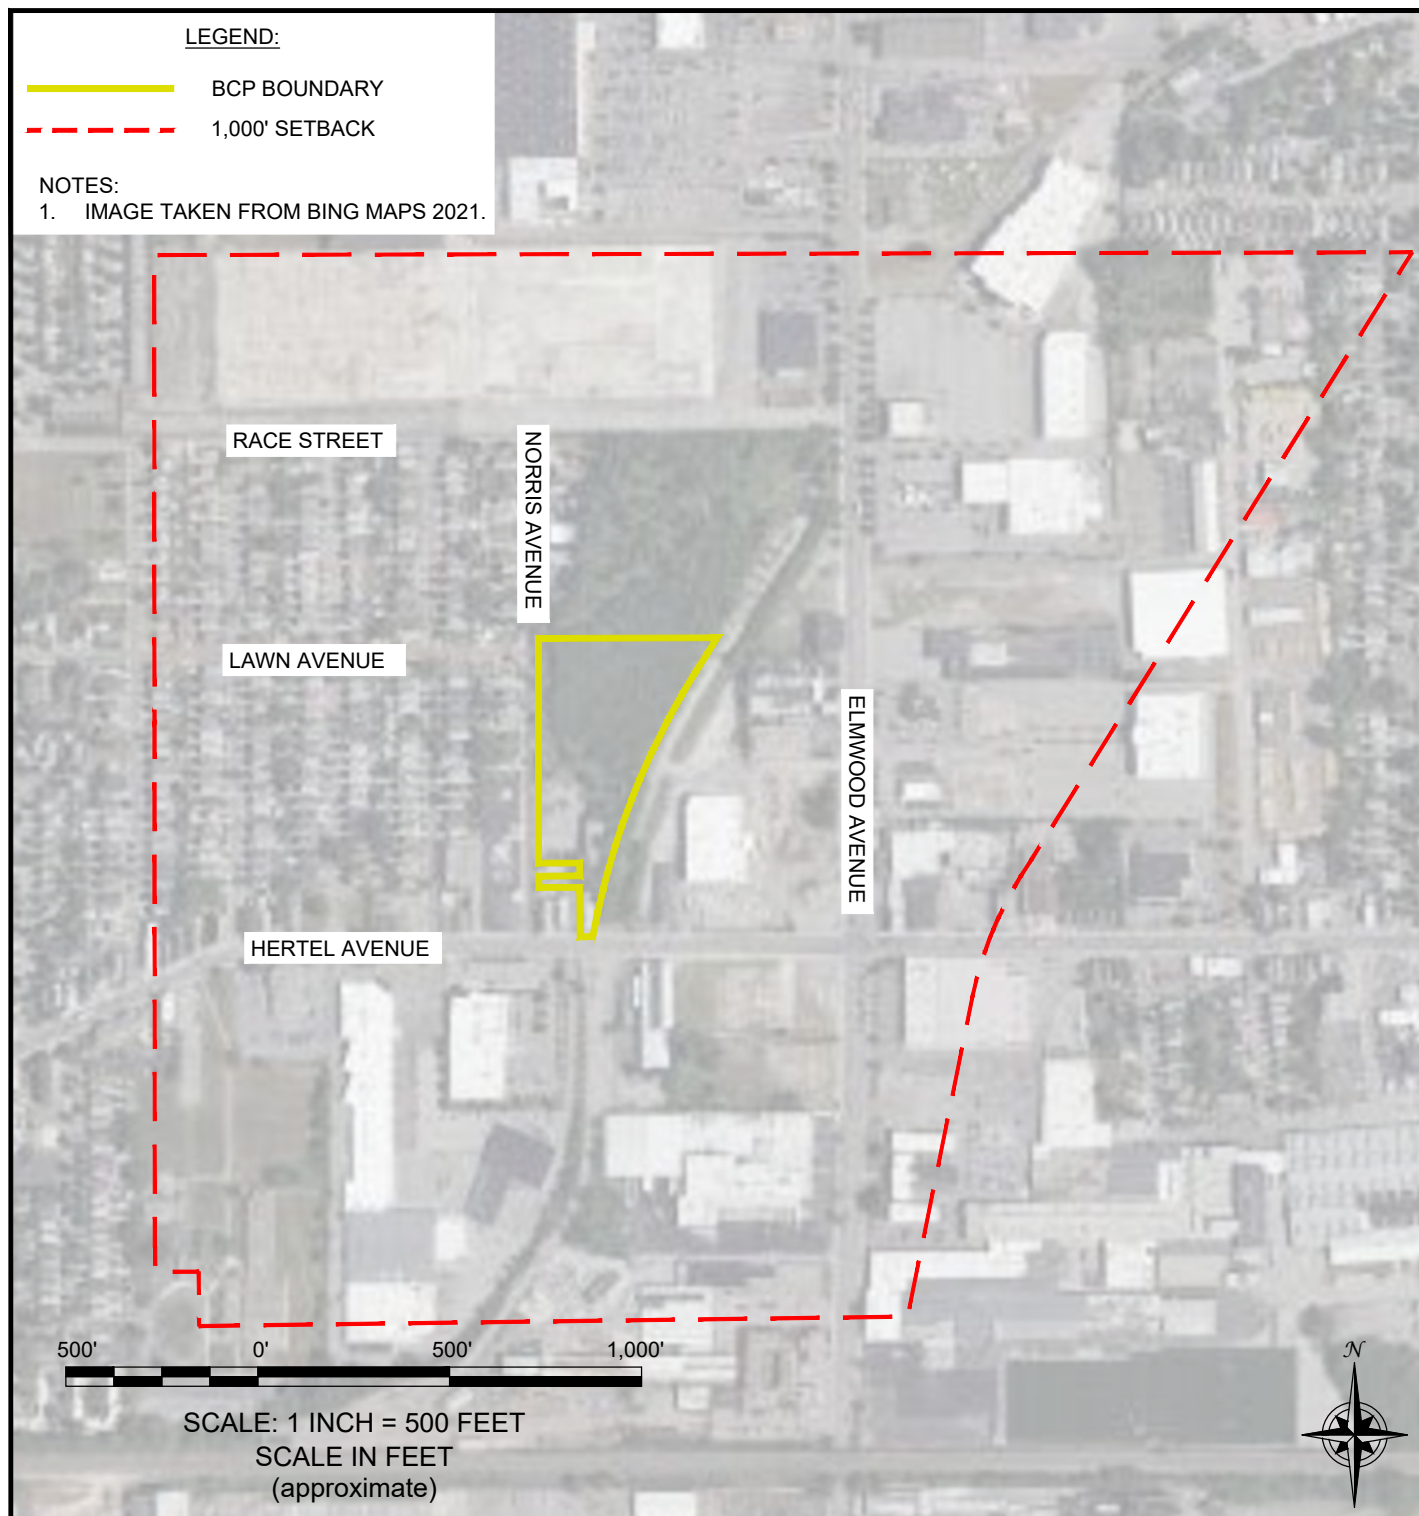 LEGEND:
BCP BOUNDARY
1,000' SETBACK
NOTES:
1. IMAGE TAKEN FROM BING MAPS 2021.
RACE STREET
NORRIS AVENUE
LAWN AVENUE
ELMWOOD AVENUE
HERTEL AVENUE
500' 0' 500' 1,000'
SCALE: 1 INCH = 500 FEET
SCALE IN FEET
(approximate)
N